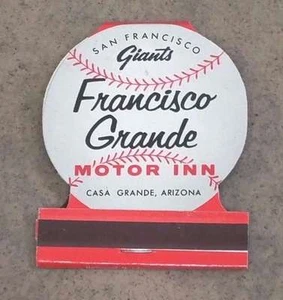 SAN FRANCISCO
Giants
Francisco
Grande
MOTOR INN
CASA GRANDE, ARIZONA